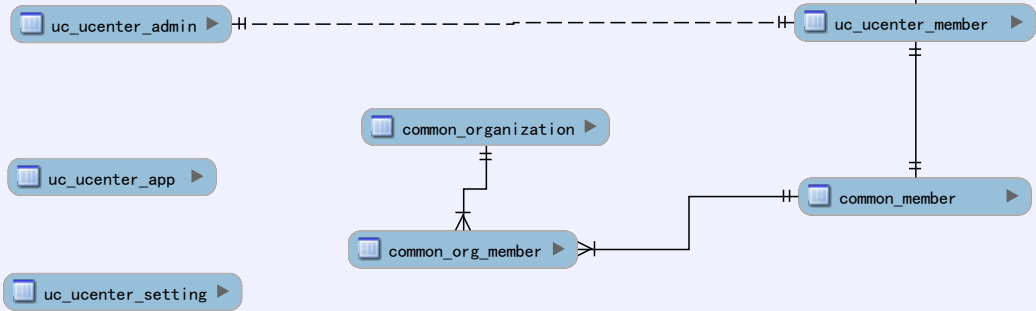 uc_ucenter_admin
uc_ucenter_member
common_organization
uc_ucenter_app
common_member
common_org_member
uc_ucenter_setting